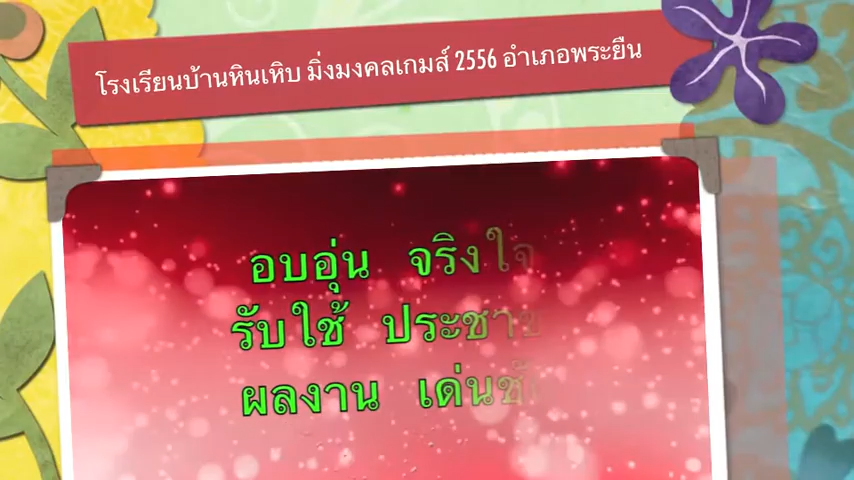 โรงเรียนบ้านหินเหิบ มิ่งมงคลเกมส์ 2556 อำเภอพระยืน
อบอุ่น จริงใจ
รับใช้
ผลงาน